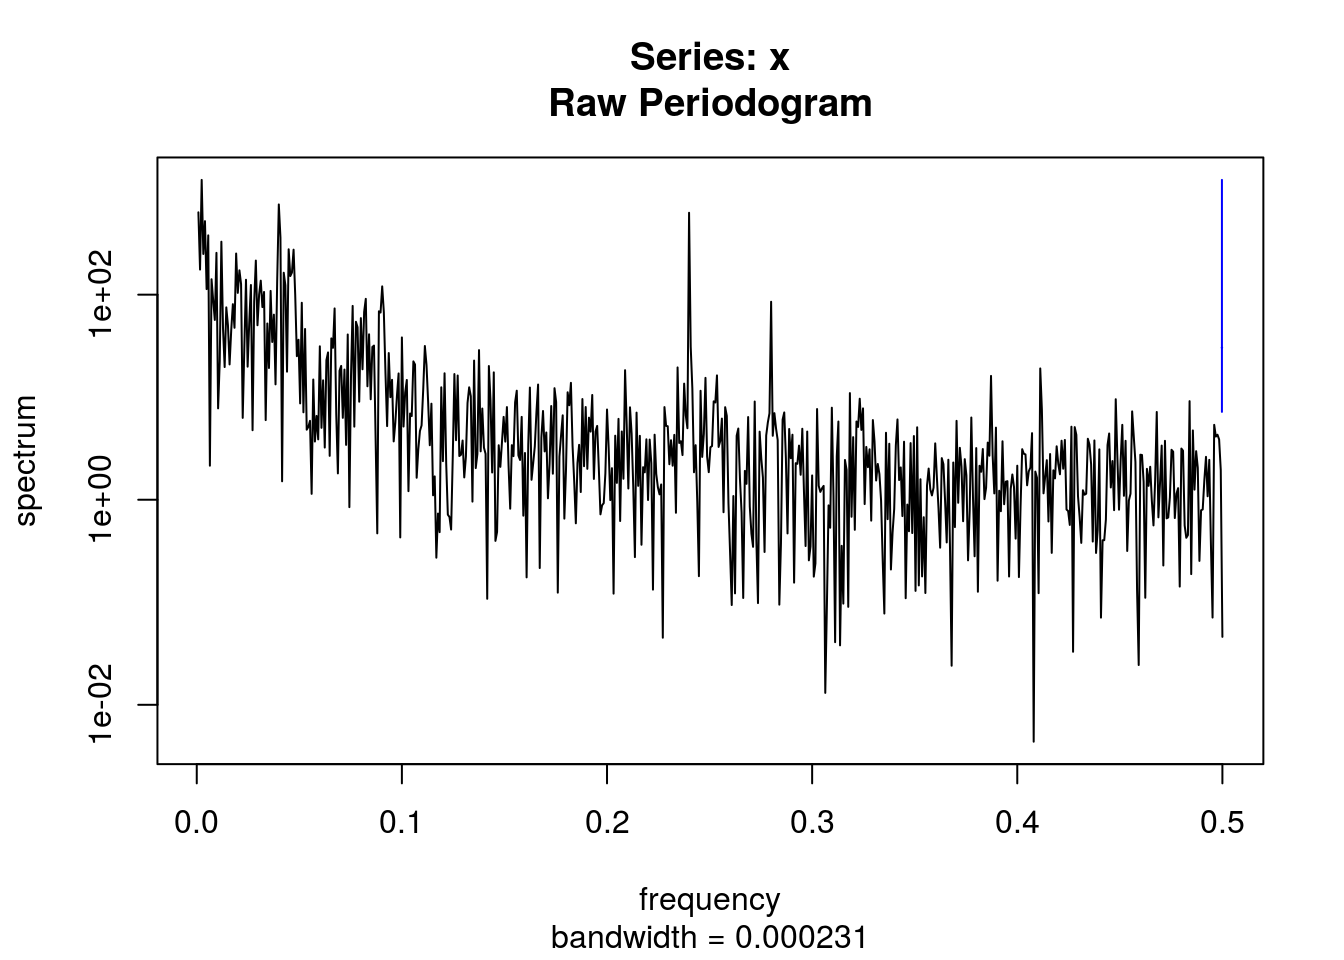 Series: x
Raw Periodogram
spectrum
1e+02
1e+00
1e-02
0.0 0.1 0.2 0.3 0.4 0.5
frequency
bandwidth = 0.000231